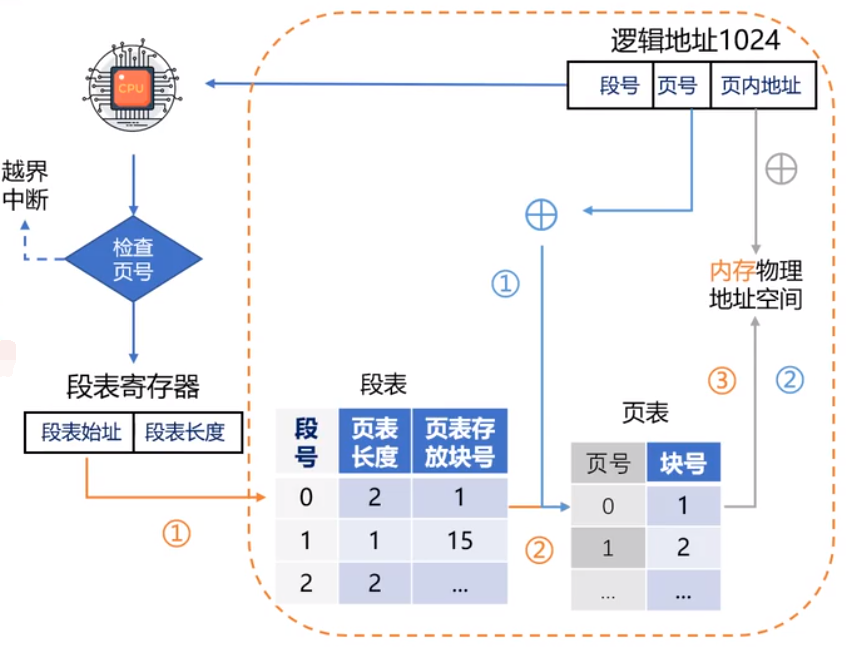 逻辑地址1024
段号 页号 页内地址
CPU
越界
中断
检查
页号
①
内存物理
地址空间
③ ②
段表寄存器
段表始址 段表长度
①
段表
段号 页表长度 页表存放块号
0 2 1
1 1 15
2 2 ...
②
页表
页号 块号
0 1
1 2
... ...